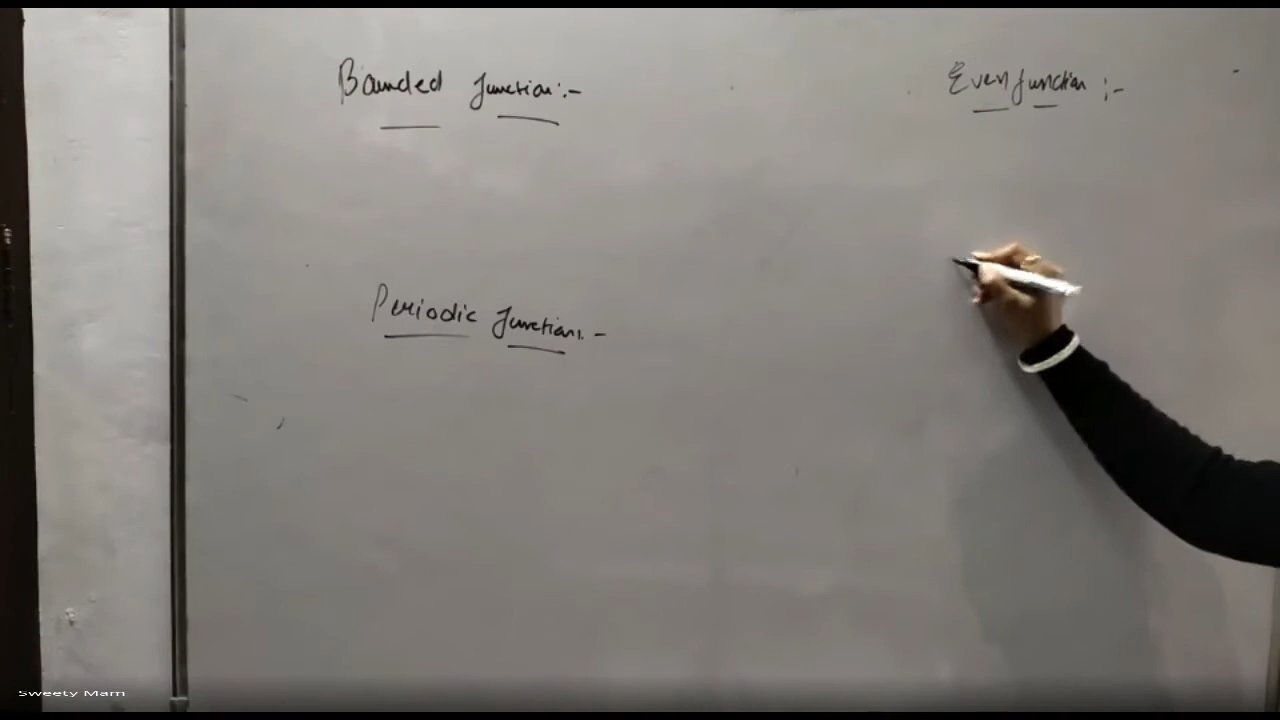 Bounded function:-
Even function :-
Periodic function:-
Sweety Mam